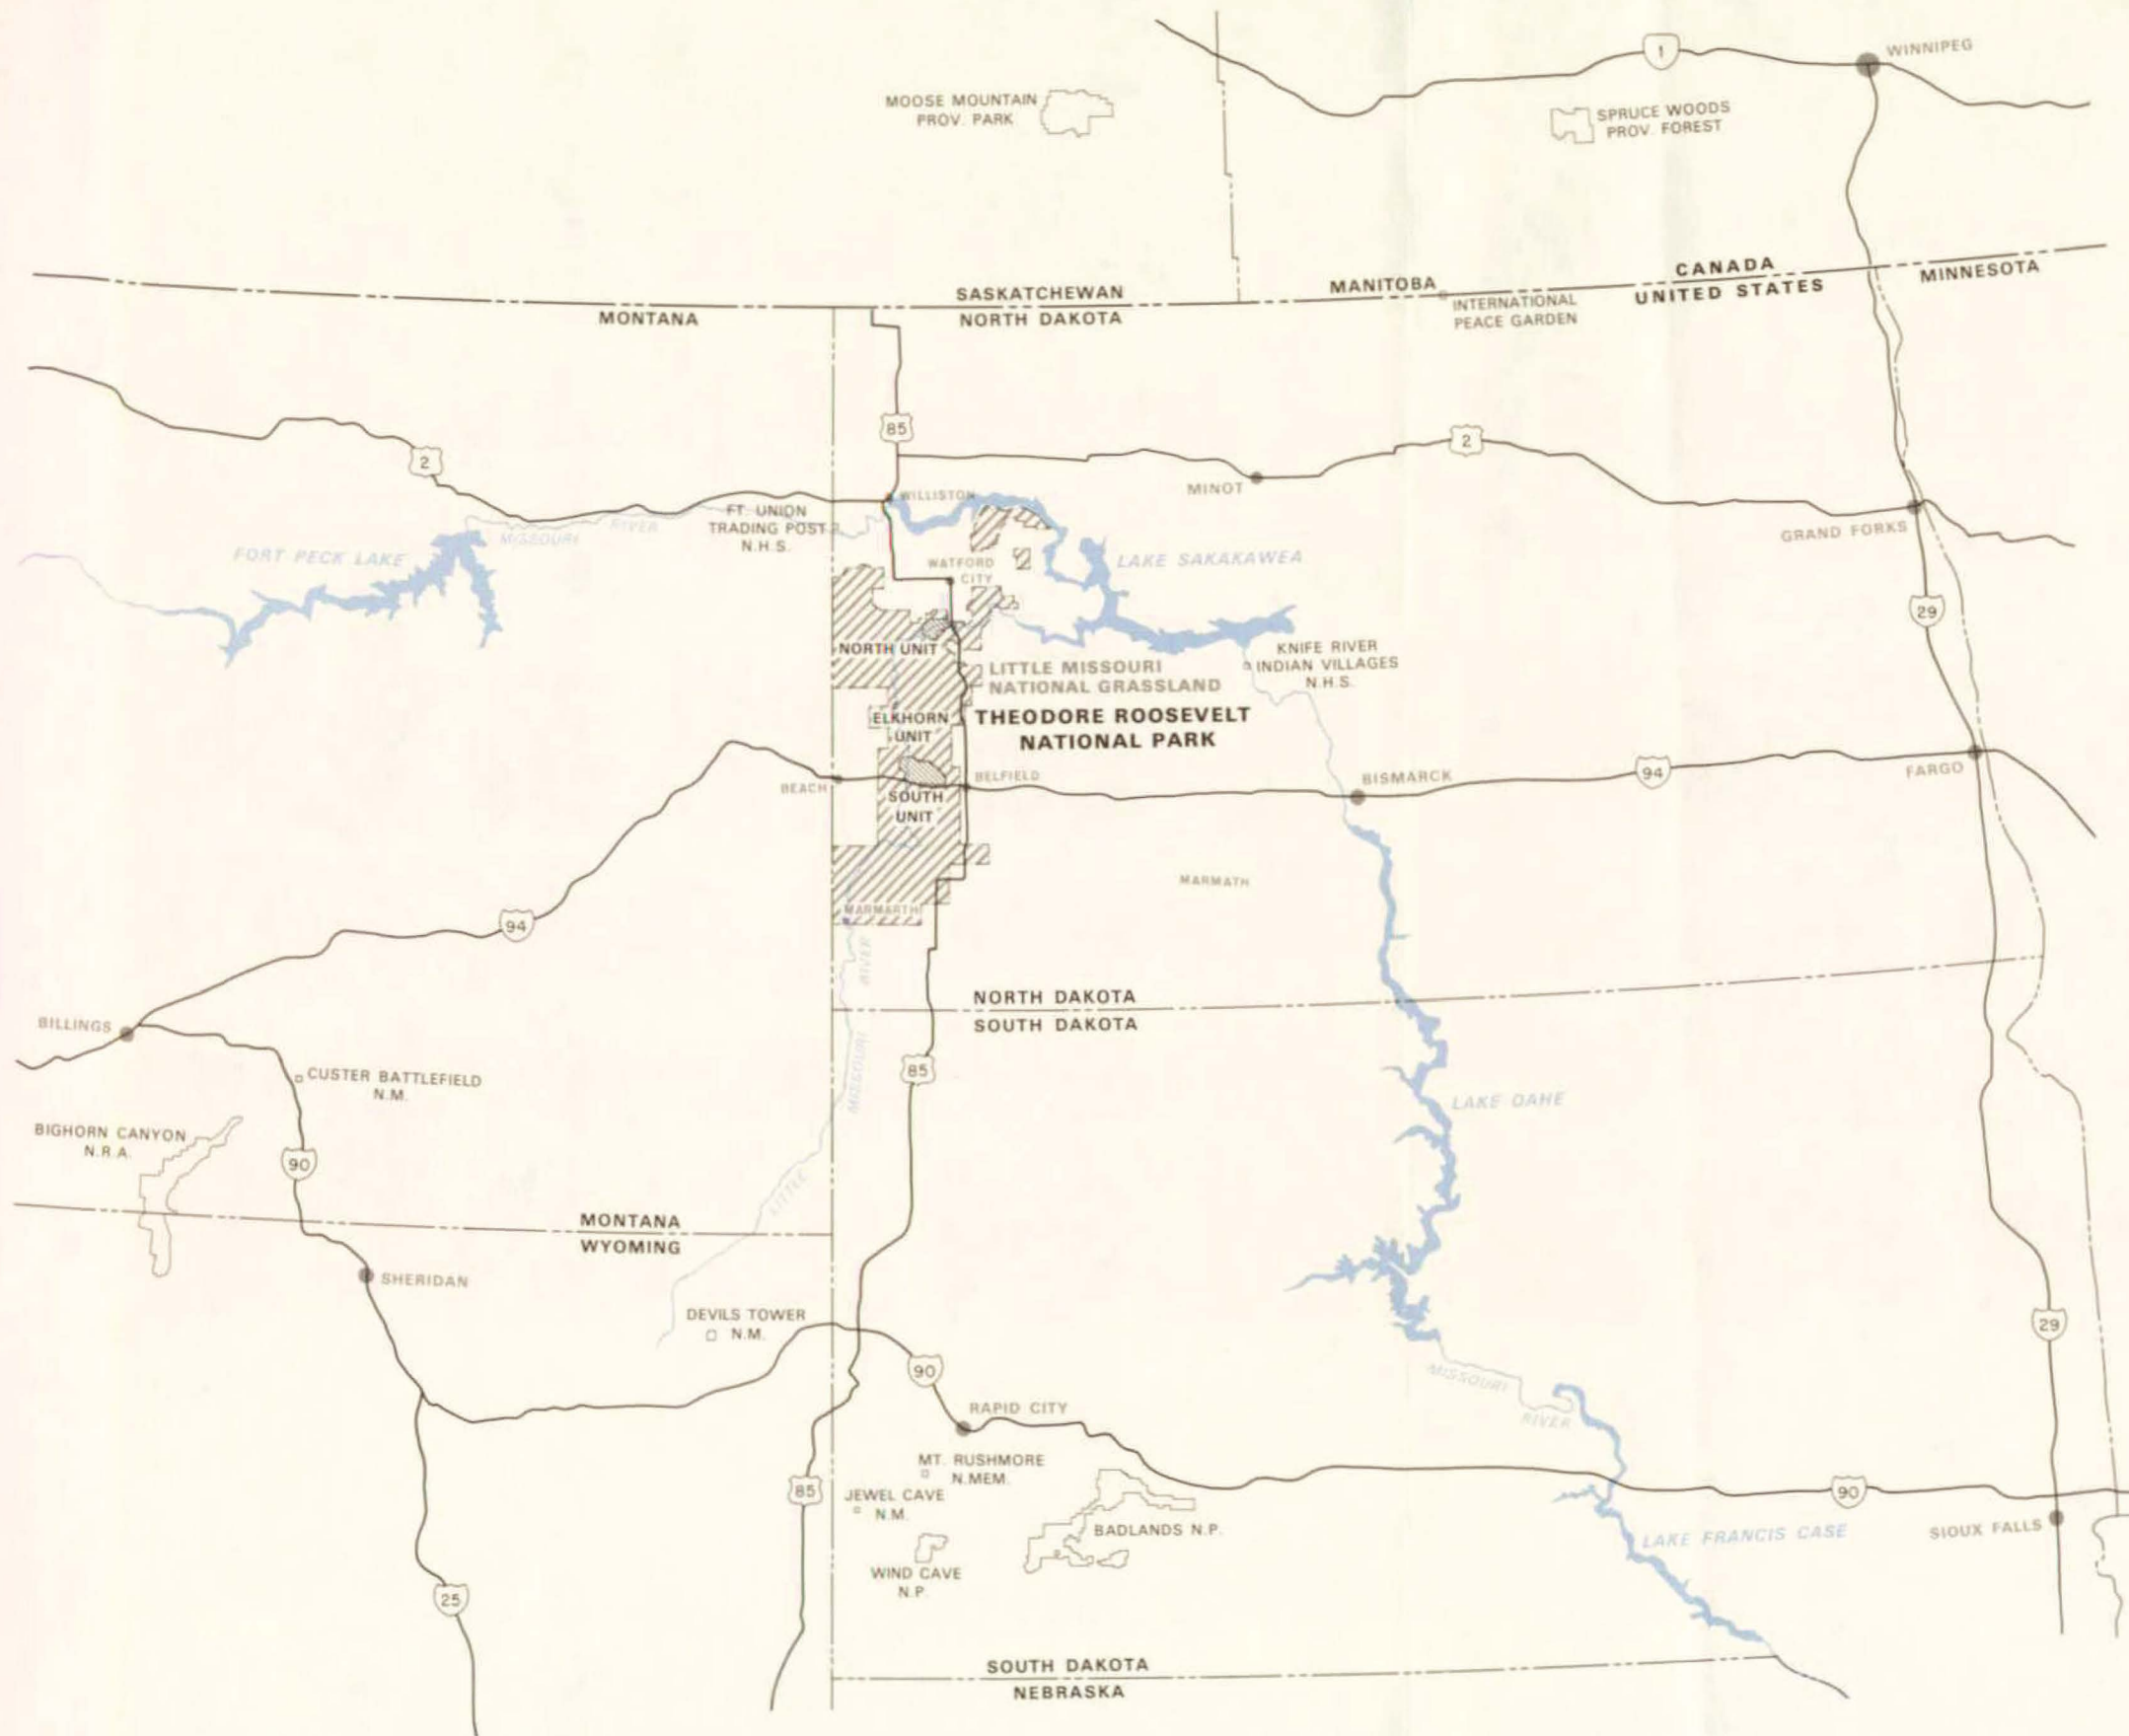 1
WINNIPEG
MOOSE MOUNTAIN
PROV. PARK
SPRUCE WOODS
PROV. FOREST
CANADA
UNITED STATES
MINNESOTA
SASKATCHEWAN
NORTH DAKOTA
MANITOBA
INTERNATIONAL
PEACE GARDEN
MONTANA
85
2
2
WILLISTON
MINOT
GRAND FORKS
FT. UNION
TRADING POST
N.H.S.
MISSOURI
RIVER
FORT PECK LAKE
WATFORD
CITY
LAKE SAKAKAWEA
29
NORTH UNIT
LITTLE MISSOURI
NATIONAL GRASSLAND
KNIFE RIVER
INDIAN VILLAGES
N.H.S.
ELKHORN
UNIT
THEODORE ROOSEVELT
NATIONAL PARK
BEACH
BELFIELD
BISMARCK
94
FARGO
SOUTH
UNIT
MARMATH
MARMARTH
94
RIVER
MISSOURI
LITTLE
NORTH DAKOTA
SOUTH DAKOTA
BILLINGS
85
CUSTER BATTLEFIELD
N.M.
LAKE OAHE
BIGHORN CANYON
N.R.A.
90
MONTANA
WYOMING
SHERIDAN
DEVILS TOWER
N.M.
29
90
MISSOURI
RIVER
RAPID CITY
MT. RUSHMORE
N.MEM.
85
JEWEL CAVE
N.M.
90
BADLANDS N.P.
LAKE FRANCIS CASE
SIOUX FALLS
WIND CAVE
N.P.
25
SOUTH DAKOTA
NEBRASKA